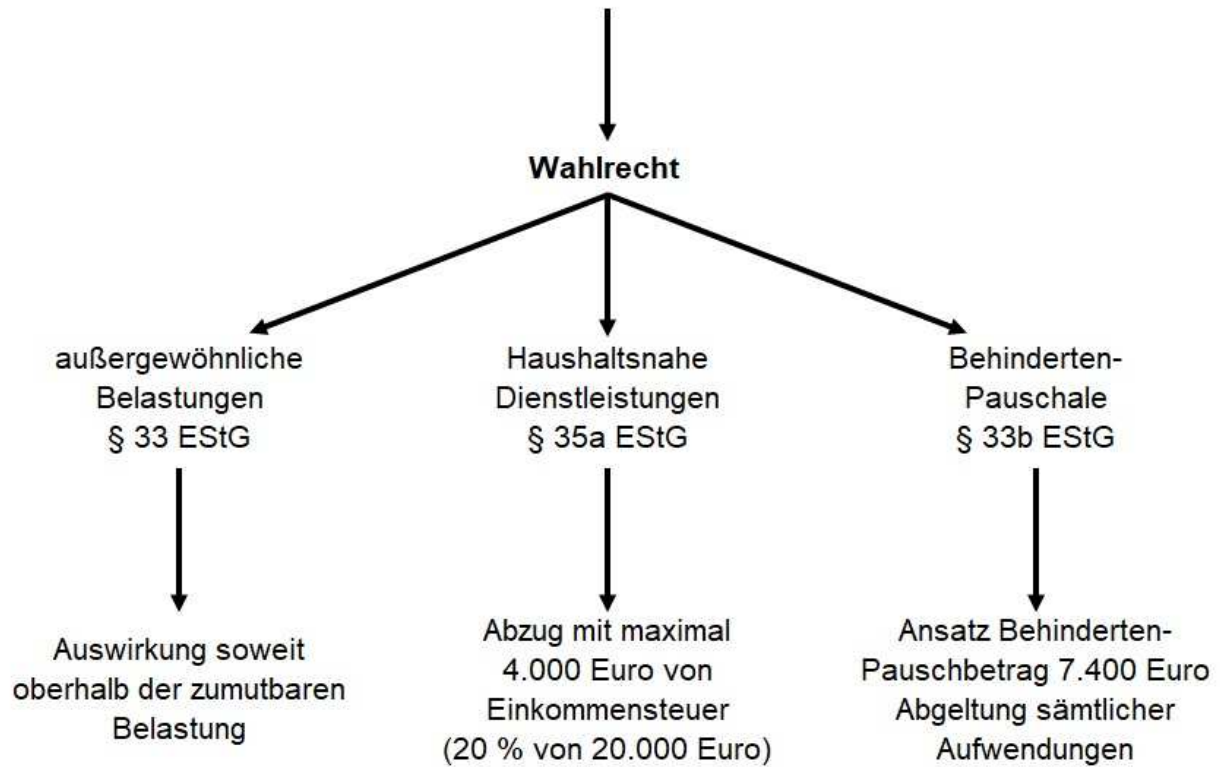 Wahlrecht
außergewöhnliche
Belastungen
§ 33 EStG
Haushaltsnahe
Dienstleistungen
§ 35a EStG
Behinderten-
Pauschale
§ 33b EStG
Auswirkung soweit
oberhalb der zumutbaren
Belastung
Abzug mit maximal
4.000 Euro von
Einkommensteuer
(20 % von 20.000 Euro)
Ansatz Behinderten-
Pauschbetrag 7.400 Euro
Abgeltung sämtlicher
Aufwendungen